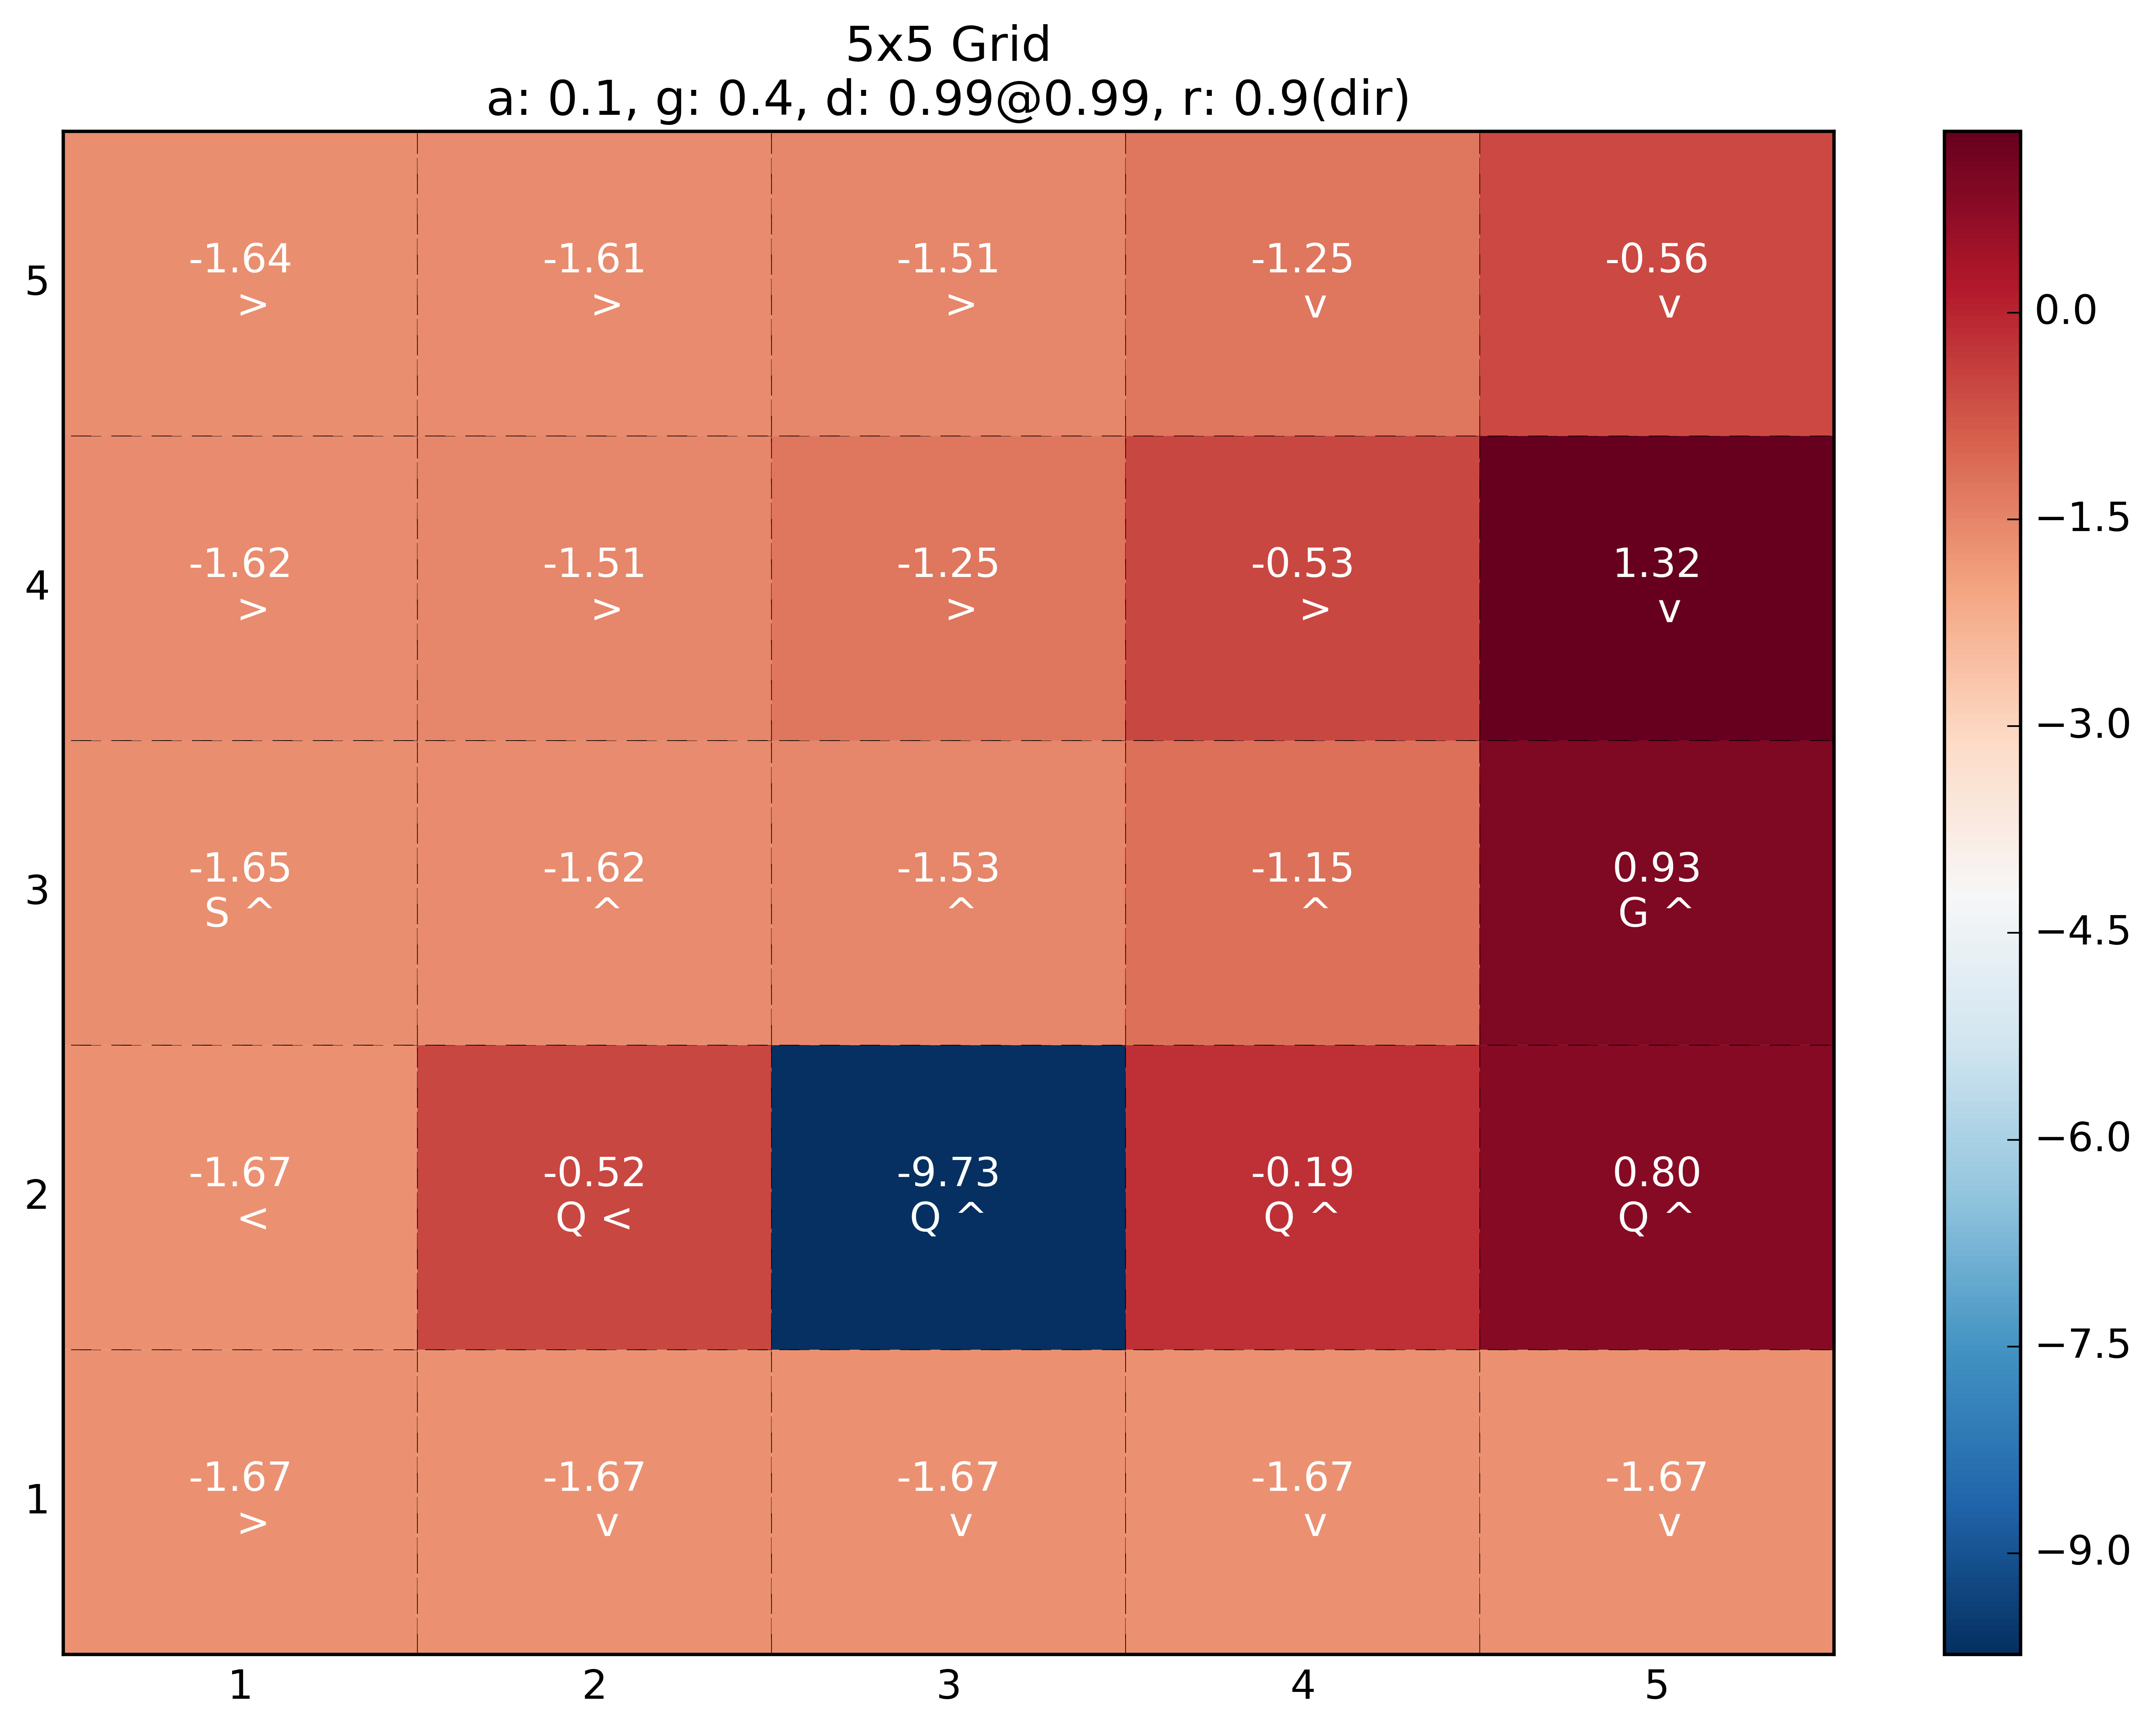 5x5 Grid
a: 0.1, g: 0.4, d: 0.99@0.99, r: 0.9(dir)
5
-1.64 -1.61 -1.51 -1.25 -0.56
> > > v v
4
-1.62 -1.51 -1.25 -0.53 1.32
> > > > v
3
-1.65 -1.62 -1.53 -1.15 0.93
S ^ ^ ^ ^ G ^
2
-1.67 -0.52 -9.73 -0.19 0.80
< Q < Q ^ Q ^ Q ^
1
-1.67 -1.67 -1.67 -1.67 -1.67
> v v v v
1 2 3 4 5
0.0
−1.5
−3.0
−4.5
−6.0
−7.5
−9.0